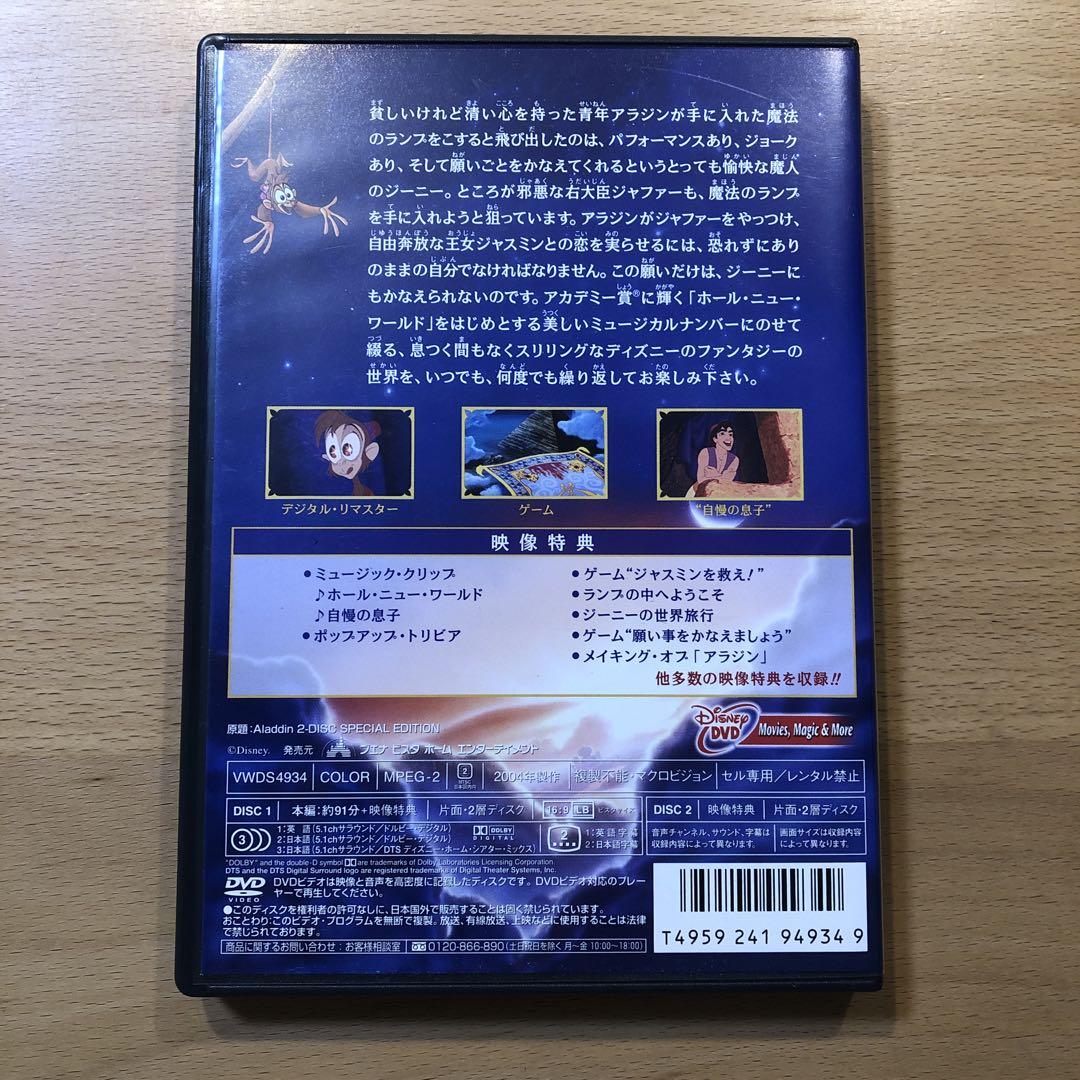 貧しいけれど清い心を持った青年アラジンが手に入れた魔法
のランプをこすると飛び出したのは、パフォーマンスあり、ジョーク
あり、そして願いごとをかなえてくれるというとっても愉快な魔人
のジーニー。ところが邪悪な右大臣ジャファーも、魔法のランプ
を手に入れようと狙っています。アラジンがジャファーをやっつけ、
自由奔放な王女ジャスミンとの恋を実らせるには、恐れずにあり
のままの自分でなければなりません。この願いだけは、ジーニーに
もかなえられないのです。アカデミー賞®に輝く「ホール・ニュー・
ワールド」をはじめとする美しいミュージカルナンバーにのせて
綴る、息つく間もなくスリリングなディズニーのファンタジーの
世界を、いつでも、何度でも繰り返してお楽しみ下さい。
デジタル・リマスター
ゲーム
"自慢の息子"
映像特典
●ミュージック・クリップ
♪ホール・ニュー・ワールド
♪自慢の息子
●ポップアップ・トリビア
●ゲーム"ジャスミンを救え!"
●ランプの中へようこそ
●ジーニーの世界旅行
●ゲーム"願い事をかなえましょう"
●メイキング・オブ「アラジン」
他多数の映像特典を収録!!
原題:Aladdin 2-DISC SPECIAL EDITION
DISNEY DVD Movies, Magic & More
©Disney. 発売元 ブエナ ビスタ ホーム エンターテイメント
VWDS4934 COLOR MPEG-2 2 NTSC 日本国内向 2004年製作 複製不能・マクロビジョン セル専用/レンタル禁止
DISC 1 本編:約91分+映像特典 片面・2層ディスク 16:9 LB ビスタサイズ
3 1:英語(5.1chサラウンド/ドルビー・デジタル)
2:日本語(5.1chサラウンド/ドルビー・デジタル)
3:日本語(5.1chサラウンド/DTS ディズニー・ホーム・シアター・ミックス)
DOLBY DIGITAL
2 1:英語字幕
2:日本語字幕
DISC 2 映像特典 片面・2層ディスク
音声チャンネル、サウンド、字幕は
収録内容によって異なります。
画面サイズは収録内容
によって異なります。
"DOLBY" and the double-D symbol are trademarks of Dolby Laboratories Licensing Corporation.
DTS and the DTS Digital Surround logo are registered trademarks of Digital Theater Systems, Inc.
DVD VIDEO
DVDビデオは映像と音声を高密度に記録したディスクです。DVDビデオ対応のプレー
ヤーで再生してください。
●このディスクを権利者の許可なしに、日本国外で販売することは固く禁じられています。
おことわり:このビデオ・プログラムを無断で複製、放送、有線放送、上映などに使用することは法律
で禁じられております。
商品に関するお問い合わせ:お客様相談室 0120-866-890(土日祝日を除く 月~金 10:00~18:00)
T4959 241 94934 9